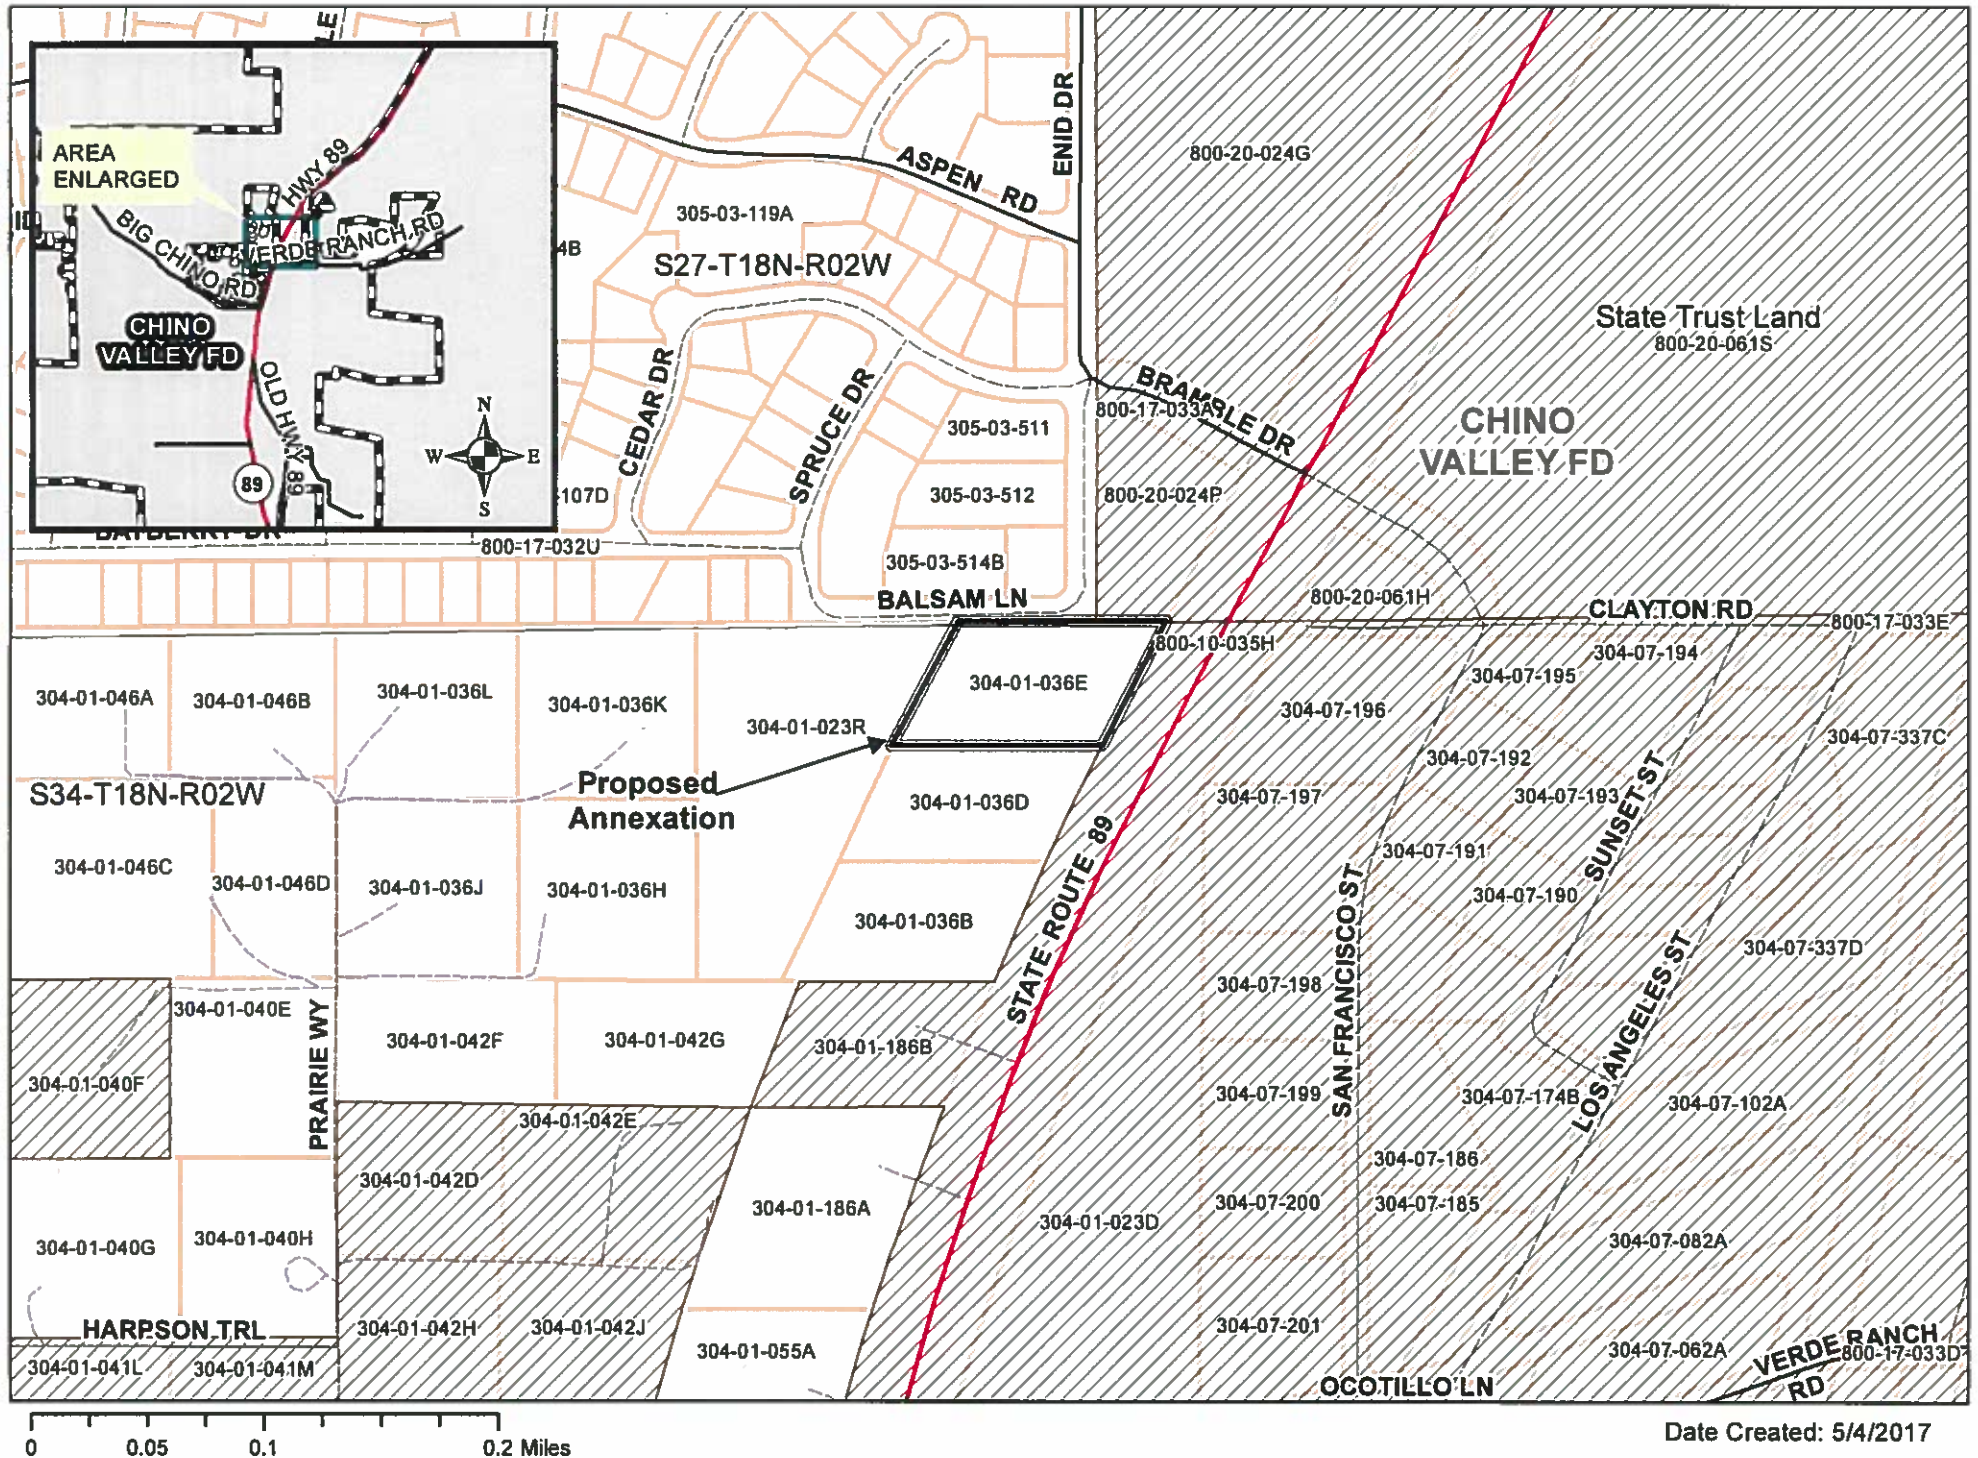 AREA
ENLARGED
HWY 89
BIG CHINO RD
VERDE RANCH RD
CHINO
VALLEY FD
OLD HWY 89
89
N
W
E
S
LE
4B
107D
ENID DR
ASPEN RD
800-20-024G
305-03-119A
S27-T18N-R02W
State Trust Land
800-20-061S
CEDAR DR
SPRUCE DR
BRAMBLE DR
800-17-033A
CHINO
VALLEY FD
305-03-511
305-03-512
800-20-024P
BAYBERRY DR
800-17-032U
305-03-514B
BALSAM LN
800-20-061H
CLAYTON RD
800-17-033E
800-10-035H
304-07-194
304-07-195
304-01-036E
304-01-046A
304-01-046B
304-01-036L
304-01-036K
304-01-023R
304-07-196
304-07-337C
304-07-192
S34-T18N-R02W
Proposed
Annexation
304-01-036D
304-07-197
304-07-193
SUNSET ST
STATE ROUTE 89
304-07-191
304-01-046C
304-01-046D
304-01-036J
304-01-036H
304-07-190
304-01-036B
SAN FRANCISCO ST
LOS ANGELES ST
304-07-337D
304-07-198
304-01-040E
PRAIRIE WY
304-01-042F
304-01-042G
304-01-186B
304-01-040F
304-07-199
304-07-174B
304-07-102A
304-01-042E
304-01-042D
304-07-186
304-01-186A
304-07-200
304-07-185
304-01-023D
304-01-040G
304-01-040H
304-07-082A
HARPSON TRL
304-01-042H
304-01-042J
304-07-201
304-01-055A
304-07-062A
VERDE RANCH
RD
800-17-033D
304-01-041L
304-01-041M
OCOTILLO LN
0
0.05
0.1
0.2 Miles
Date Created: 5/4/2017